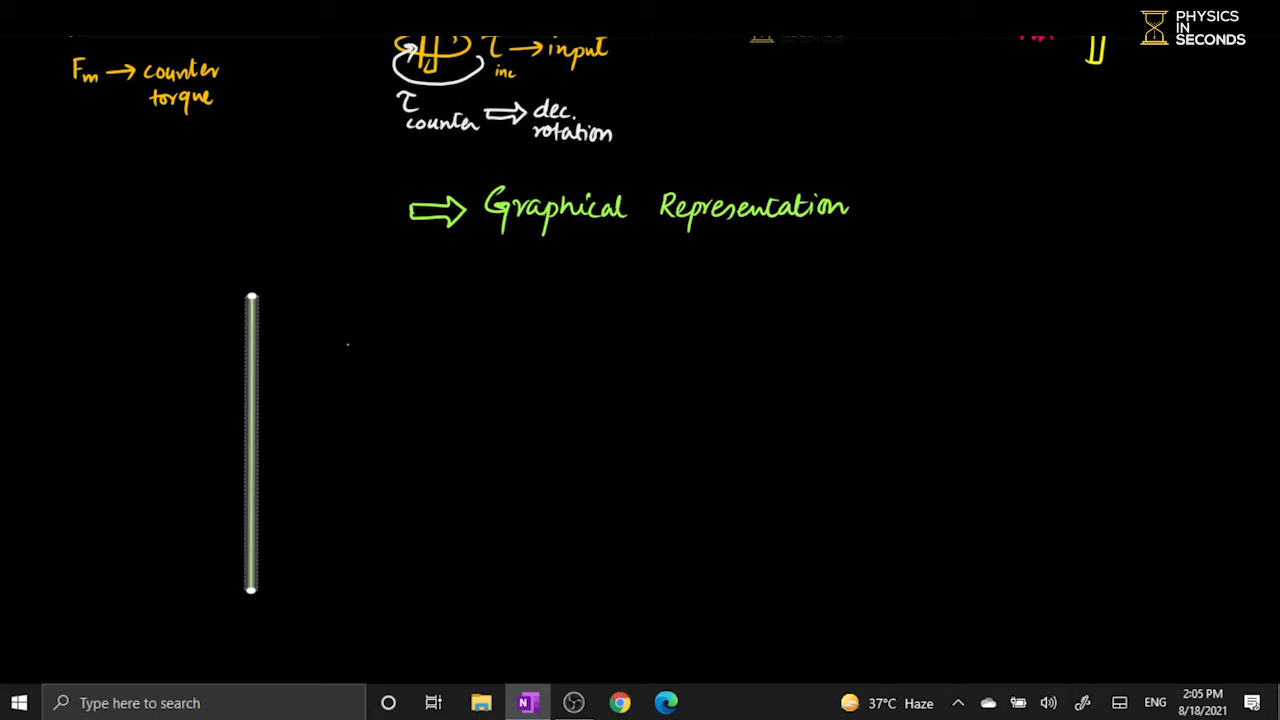 PHYSICS
IN
SECONDS
τ → input
inc
Fm → counter
torque
τ
counter ⇒ dec.
rotation
⇒ Graphical Representation
Type here to search
37°C Haze
ENG
2:05 PM
8/18/2021